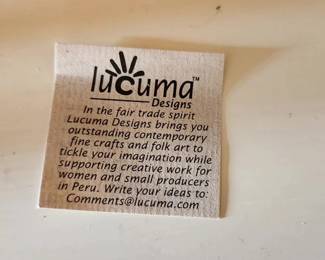 lucuma™
Designs
In the fair trade spirit
Lucuma Designs brings you
outstanding contemporary
fine crafts and folk art to
tickle your imagination while
supporting creative work for
women and small producers
in Peru. Write your ideas to:
Comments@lucuma.com